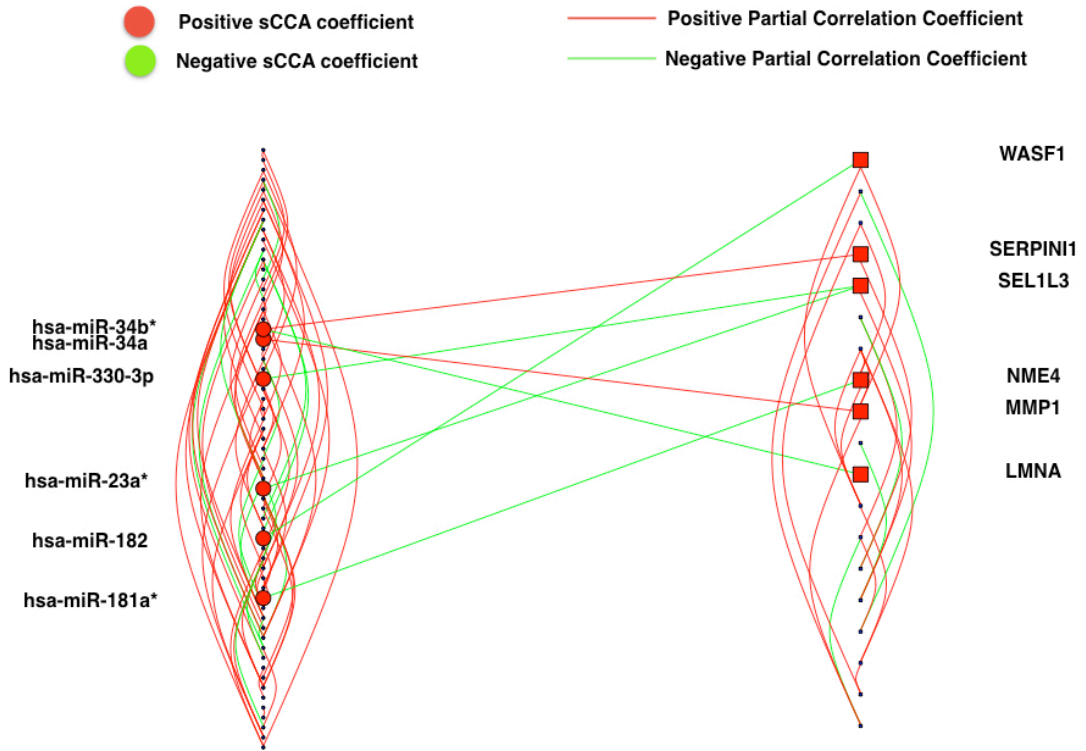 Positive sCCA coefficient
Positive Partial Correlation Coefficient
Negative sCCA coefficient
Negative Partial Correlation Coefficient
WASF1
SERPINI1
SEL1L3
hsa-miR-34b*
hsa-miR-34a
hsa-miR-330-3p
NME4
MMP1
LMNA
hsa-miR-23a*
hsa-miR-182
hsa-miR-181a*